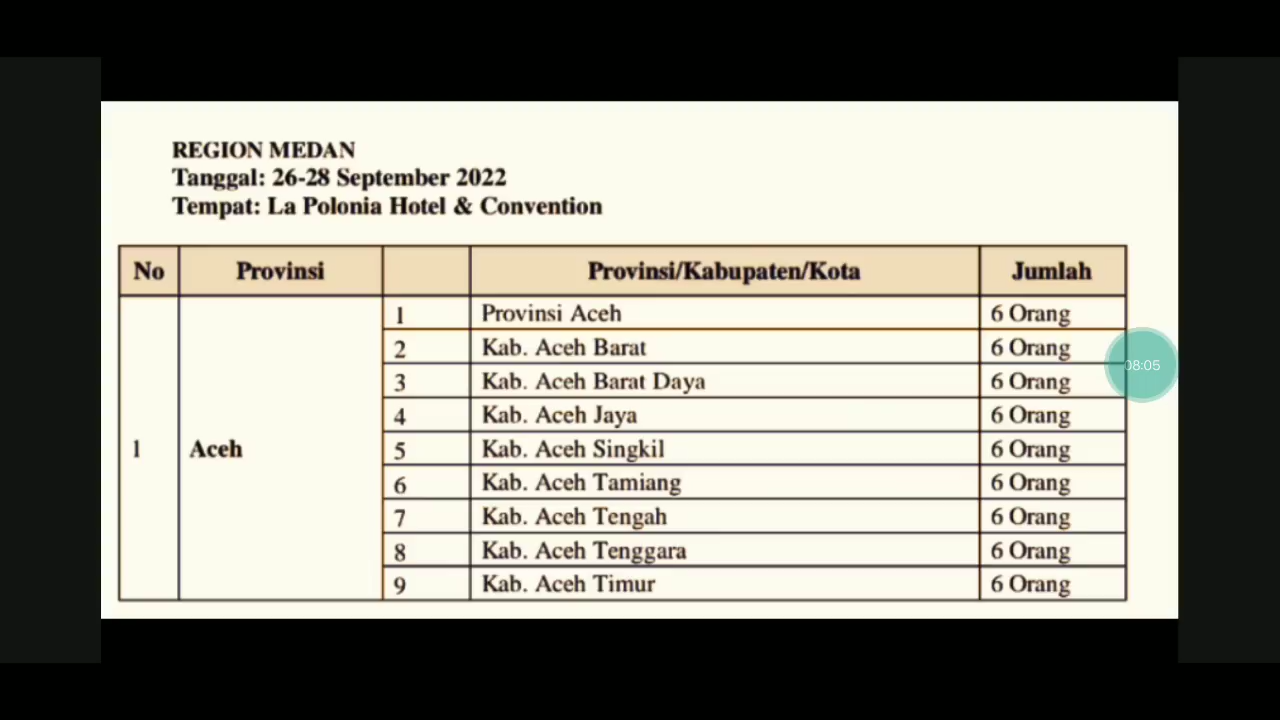 REGION MEDAN
Tanggal: 26-28 September 2022
Tempat: La Polonia Hotel & Convention
No Provinsi Provinsi/Kabupaten/Kota Jumlah
1 Aceh 1 Provinsi Aceh 6 Orang
2 Kab. Aceh Barat 6 Orang
3 Kab. Aceh Barat Daya 6 Orang
4 Kab. Aceh Jaya 6 Orang
5 Kab. Aceh Singkil 6 Orang
6 Kab. Aceh Tamiang 6 Orang
7 Kab. Aceh Tengah 6 Orang
8 Kab. Aceh Tenggara 6 Orang
9 Kab. Aceh Timur 6 Orang
08:05